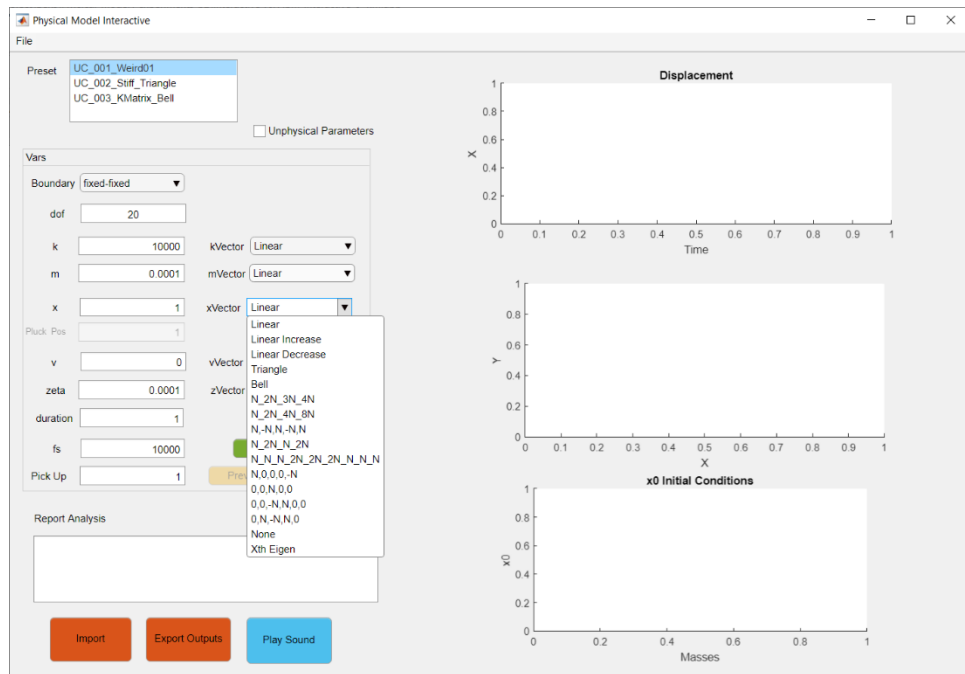 Physical Model Interactive
File
Preset
UC_001_Weird01
UC_002_Stiff_Triangle
UC_003_KMatrix_Bell
Unphysical Parameters
Vars
Boundary fixed-fixed
dof 20
k 10000 kVector Linear
m 0.0001 mVector Linear
x 1 xVector Linear
Pluck Pos 1
v 0 vVector
zeta 0.0001 zVector
duration 1
fs 10000
Pick Up 1 Prev
Linear
Linear Increase
Linear Decrease
Triangle
Bell
N_2N_3N_4N
N_2N_4N_8N
N,-N,N,-N,N
N_2N_N_2N
N_N_N_2N_2N_2N_N_N_N
N,0,0,0,-N
0,0,N,0,0
0,0,-N,N,0,0
0,N,-N,N,0
None
Xth Eigen
Report Analysis
Import
Export Outputs
Play Sound
Displacement
X
1
0.8
0.6
0.4
0.2
0
0 0.1 0.2 0.3 0.4 0.5 0.6 0.7 0.8 0.9 1
Time
Y
1
0.8
0.6
0.4
0.2
0
0 0.1 0.2 0.3 0.4 0.5 0.6 0.7 0.8 0.9 1
X
x0 Initial Conditions
x0
1
0.8
0.6
0.4
0.2
0
0 0.2 0.4 0.6 0.8 1
Masses